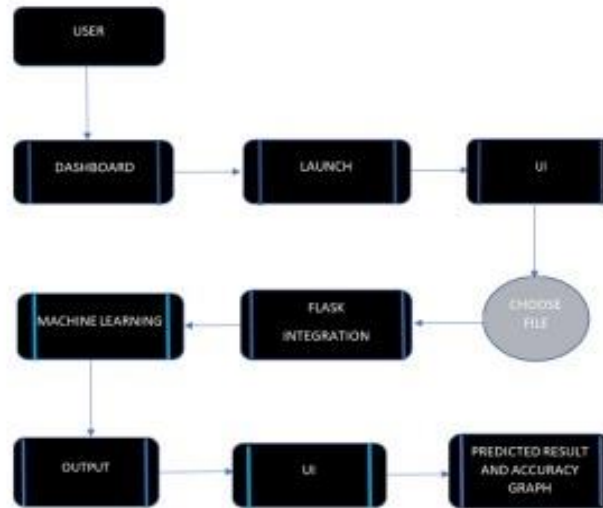 USER
DASHBOARD
LAUNCH
UI
CHOOSE
FILE
FLASK
INTEGRATION
MACHINE LEARNING
OUTPUT
UI
PREDICTED RESULT
AND ACCURACY
GRAPH